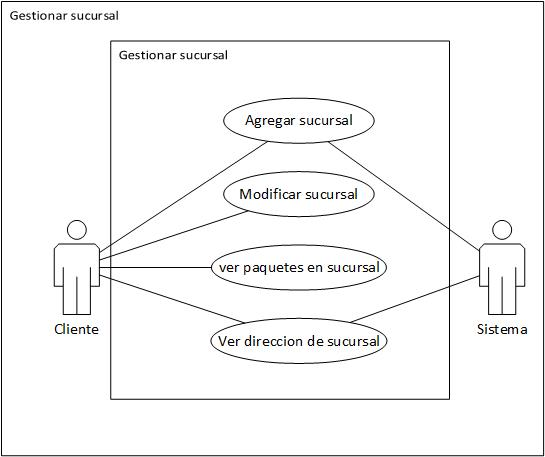 Gestionar sucursal
Gestionar sucursal
Agregar sucursal
Modificar sucursal
ver paquetes en sucursal
Ver direccion de sucursal
Cliente
Sistema